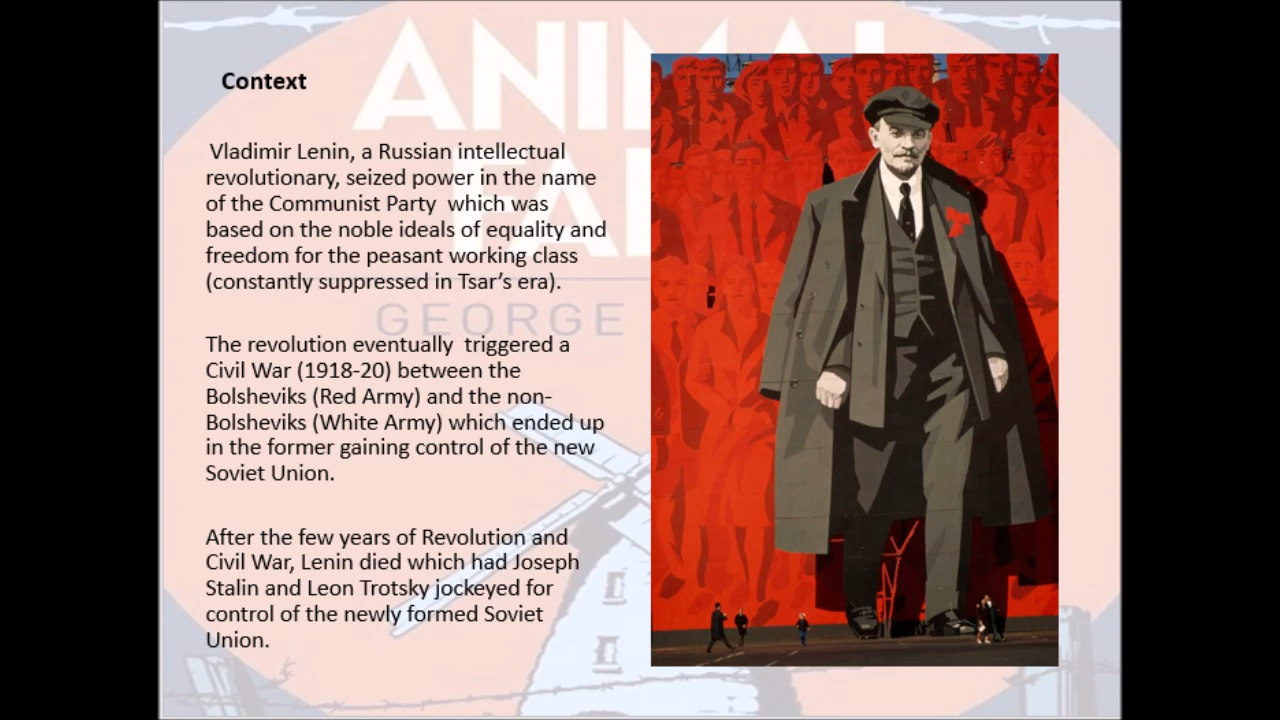 ANIMAL
FA
GEORGE
Context
Vladimir Lenin, a Russian intellectual
revolutionary, seized power in the name
of the Communist Party  which was
based on the noble ideals of equality and
freedom for the peasant working class
(constantly suppressed in Tsar’s era).
The revolution eventually  triggered a
Civil War (1918-20) between the
Bolsheviks (Red Army) and the non-
Bolsheviks (White Army) which ended up
in the former gaining control of the new
Soviet Union.
After the few years of Revolution and
Civil War, Lenin died which had Joseph
Stalin and Leon Trotsky jockeyed for
control of the newly formed Soviet
Union.